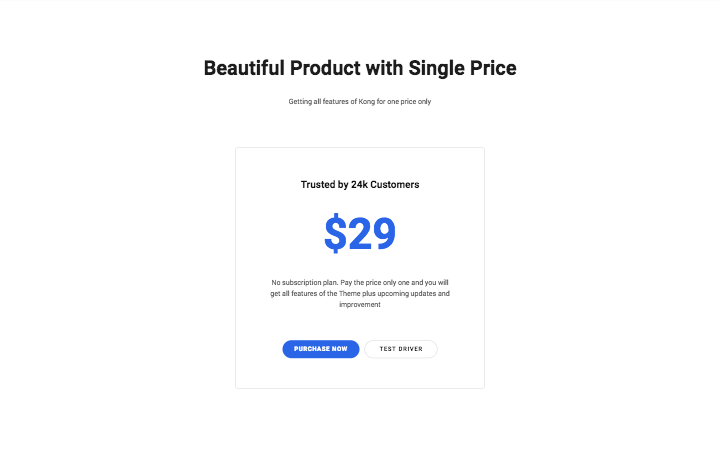 Beautiful Product with Single Price
Getting all features of Kong for one price only
Trusted by 24k Customers
$29
No subscription plan. Pay the price only one and you will
get all features of the Theme plus upcoming updates and
improvement
PURCHASE NOW
TEST DRIVER